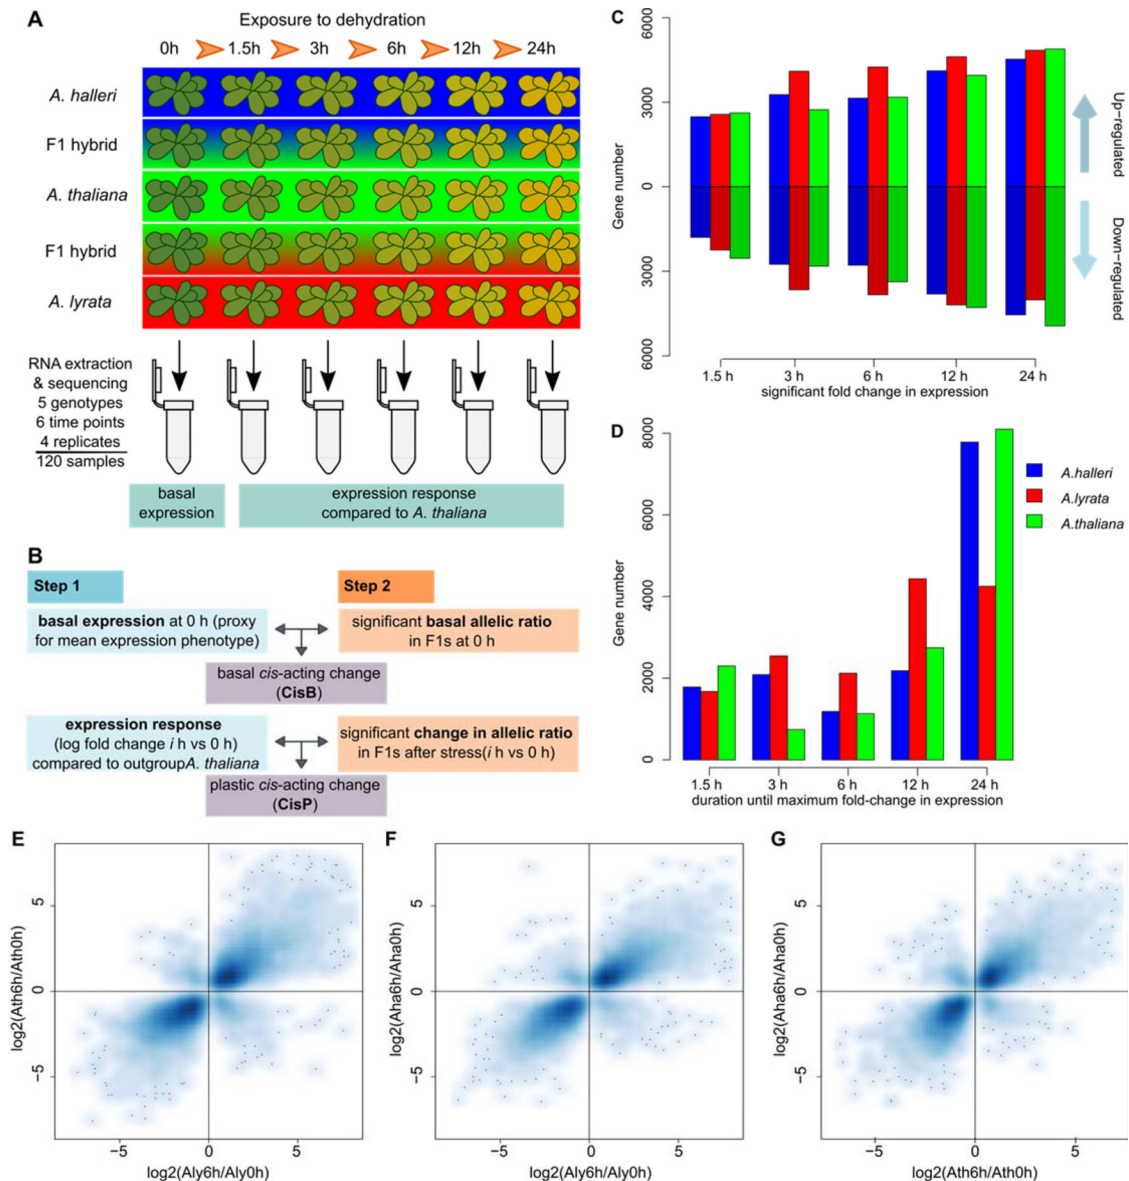 A
Exposure to dehydration
0h 1.5h 3h 6h 12h 24h
A. halleri
F1 hybrid
A. thaliana
F1 hybrid
A. lyrata
RNA extraction
& sequencing
5 genotypes
6 time points
4 replicates
120 samples
basal
expression
expression response
compared to A. thaliana
B
Step 1
Step 2
basal expression at 0 h (proxy
for mean expression phenotype)
significant basal allelic ratio
in F1s at 0 h
basal cis-acting change
(CisB)
expression response
(log fold change i h vs 0 h)
compared to outgroupA. thaliana
significant change in allelic ratio
in F1s after stress(i h vs 0 h)
plastic cis-acting change
(CisP)
C
Gene number
6000
3000
0
3000
6000
Up-regulated
Down-regulated
1.5 h 3 h 6 h 12 h 24 h
significant fold change in expression
D
Gene number
8000
6000
4000
2000
0
A.halleri
A.lyrata
A.thaliana
1.5 h 3 h 6 h 12 h 24 h
duration until maximum fold-change in expression
E
log2(Ath6h/Ath0h)
5
0
−5
−5 0 5
log2(Aly6h/Aly0h)
F
log2(Aha6h/Aha0h)
5
0
−5
−5 0 5
log2(Aly6h/Aly0h)
G
log2(Aha6h/Aha0h)
5
0
−5
−5 0 5
log2(Ath6h/Ath0h)